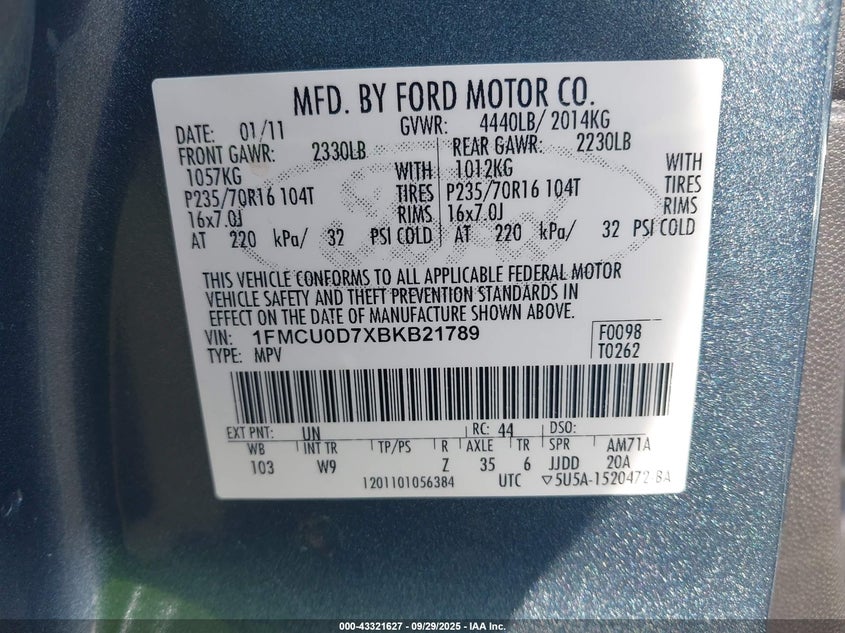 MFD. BY FORD MOTOR CO.
DATE: 01/11 GVWR: 4440LB/ 2014KG
FRONT GAWR: 2330LB REAR GAWR: 2230LB
1057KG WITH 1012KG WITH
P235/70R16 104T TIRES P235/70R16 104T TIRES
16x7.0J RIMS 16x7.0J RIMS
AT 220 kPa/ 32 PSI COLD AT 220 kPa/ 32 PSI COLD
THIS VEHICLE CONFORMS TO ALL APPLICABLE FEDERAL MOTOR
VEHICLE SAFETY AND THEFT PREVENTION STANDARDS IN
EFFECT ON THE DATE OF MANUFACTURE SHOWN ABOVE.
VIN: 1FMCU0D7XBKB21789 F0098
TYPE: MPV T0262
EXT PNT: UN RC: 44 DSO:
WB INT TR TP/PS R AXLE TR SPR AM71A
103 W9 Z 35 6 JJDD 20A
1201101056384 UTC ▽5U5A-1520472-BA
000-43321627 - 09/29/2025 - IAA Inc.